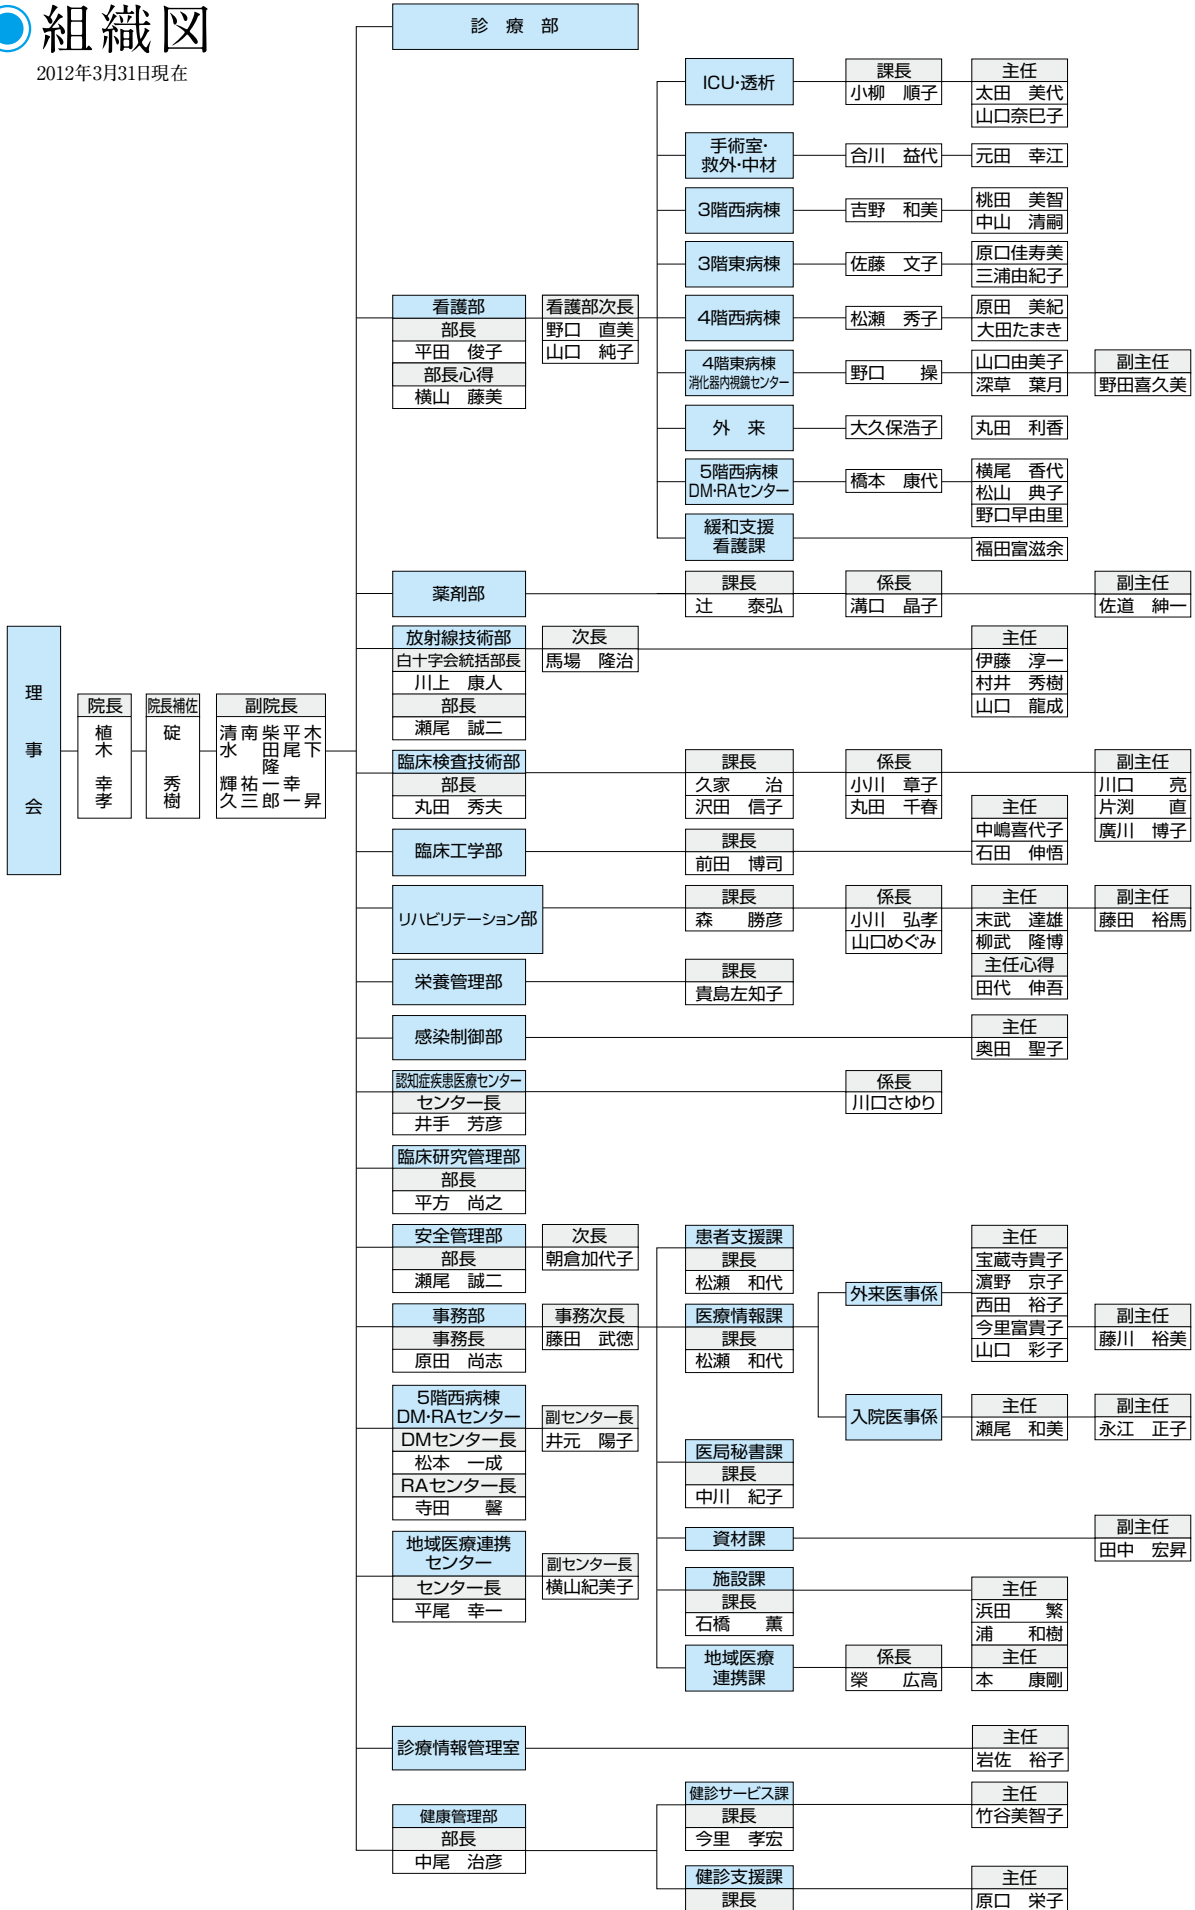 組織図
2012年3月31日現在
理事会
院長
植木 幸孝
院長補佐
碇 秀樹
副院長
清水 輝久
南 祐三
柴田隆一郎
平尾 幸一
木下 昇
診療部
看護部
部長
平田 俊子
部長心得
横山 藤美
看護部次長
野口 直美
山口 純子
ICU・透析
課長
小柳 順子
主任
太田 美代
山口奈巳子
手術室・
救外・中材
合川 益代
元田 幸江
3階西病棟
吉野 和美
桃田 美智
中山 清嗣
3階東病棟
佐藤 文子
原口佳寿美
三浦由紀子
4階西病棟
松瀬 秀子
原田 美紀
大田たまき
4階東病棟
消化器内視鏡センター
野口 操
山口由美子
深草 葉月
副主任
野田喜久美
外来
大久保浩子
丸田 利香
5階西病棟
DM・RAセンター
橋本 康代
横尾 香代
松山 典子
野口早由里
緩和支援
看護課
福田富滋余
薬剤部
課長
辻 泰弘
係長
溝口 晶子
副主任
佐道 紳一
放射線技術部
白十字会統括部長
川上 康人
部長
瀬尾 誠二
次長
馬場 隆治
主任
伊藤 淳一
村井 秀樹
山口 龍成
臨床検査技術部
部長
丸田 秀夫
課長
久家 治
沢田 信子
係長
小川 章子
丸田 千春
主任
中嶋喜代子
副主任
川口 亮
片渕 直
廣川 博子
臨床工学部
課長
前田 博司
石田 伸悟
リハビリテーション部
課長
森 勝彦
係長
小川 弘孝
山口めぐみ
主任
末武 達雄
柳武 隆博
主任心得
田代 伸吾
副主任
藤田 裕馬
栄養管理部
課長
貴島左知子
感染制御部
主任
奥田 聖子
認知症疾患医療センター
センター長
井手 芳彦
係長
川口さゆり
臨床研究管理部
部長
平方 尚之
安全管理部
部長
瀬尾 誠二
次長
朝倉加代子
事務部
事務長
原田 尚志
事務次長
藤田 武徳
患者支援課
課長
松瀬 和代
医療情報課
課長
松瀬 和代
外来医事係
主任
宝蔵寺貴子
濵野 京子
西田 裕子
今里富貴子
山口 彩子
副主任
藤川 裕美
入院医事係
主任
瀬尾 和美
副主任
永江 正子
5階西病棟
DM・RAセンター
DMセンター長
松本 一成
RAセンター長
寺田 馨
副センター長
井元 陽子
医局秘書課
課長
中川 紀子
資材課
副主任
田中 宏昇
地域医療連携
センター
センター長
平尾 幸一
副センター長
横山紀美子
施設課
課長
石橋 薫
主任
浜田 繁
浦 和樹
地域医療
連携課
係長
榮 広高
主任
本 康剛
診療情報管理室
主任
岩佐 裕子
健康管理部
部長
中尾 治彦
健診サービス課
課長
今里 孝宏
主任
竹谷美智子
健診支援課
課長
主任
原口 栄子